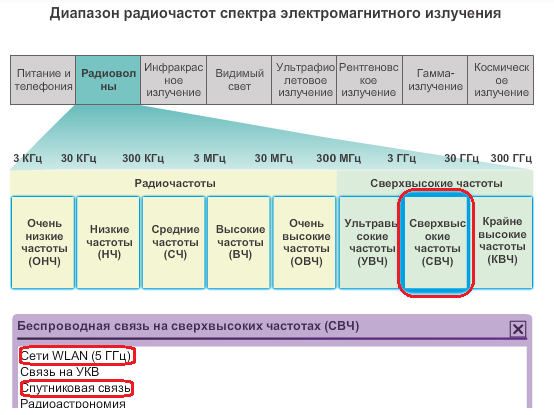 Диапазон радиочастот спектра электромагнитного излучения
Питание и телефония
Радиовол
ны
Инфракрас
ное
излучение
Видимый
свет
Ультрафио
летовое
излучение
Рентгеновс
кое
излучение
Гамма-
излучение
Космическ
ое
излучение
3 КГц 30 КГц 300 КГц 3 МГц 30 МГц 300 МГц 3 ГГц 30 ГГц 300 ГГц
Радиочастоты Сверхвысокие частоты
Очень
низкие
частоты
(ОНЧ)
Низкие
частоты
(НЧ)
Средние
частоты
(СЧ)
Высокие
частоты
(ВЧ)
Очень
высокие
частоты
(ОВЧ)
Ультравы
сокие
частоты
(УВЧ)
Сверхвыс
окие
частоты
(СВЧ)
Крайне
высокие
частоты
(КВЧ)
Беспроводная связь на сверхвысоких частотах (СВЧ)
Сети WLAN (5 ГГц)
Связь на УКВ
Спутниковая связь
Радиоастрономия